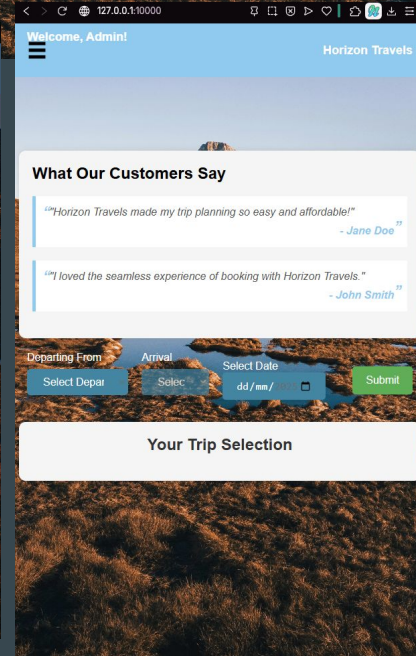 127.0.0.1:10000
Welcome, Admin!
Horizon Travels
What Our Customers Say
“"Horizon Travels made my trip planning so easy and affordable!"
- Jane Doe”
“"I loved the seamless experience of booking with Horizon Travels."
- John Smith”
Departing From Arrival Select Date
Select Depar Selec dd/mm/ Submit
Your Trip Selection